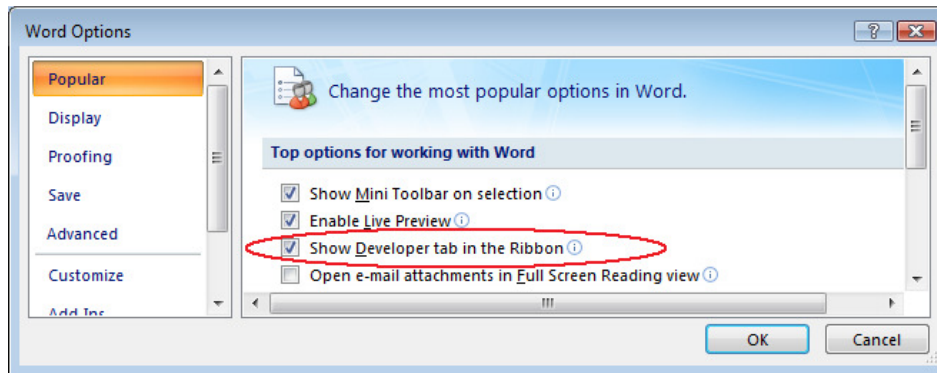 Word Options
Popular
Display
Proofing
Save
Advanced
Customize
Add-Ins
Change the most popular options in Word.
Top options for working with Word
Show Mini Toolbar on selection
Enable Live Preview
Show Developer tab in the Ribbon
Open e-mail attachments in Full Screen Reading view
OK
Cancel